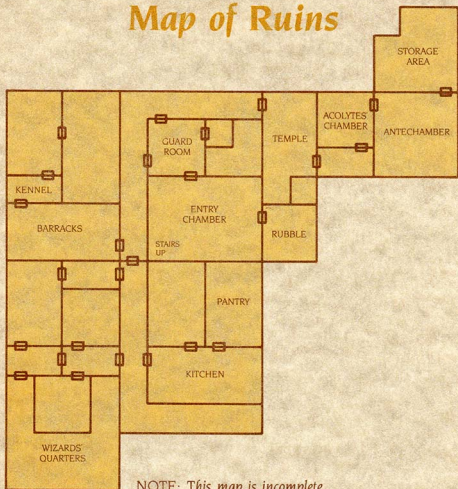 Map of Ruins
STORAGE
AREA
ACOLYTES
CHAMBER
ANTECHAMBER
TEMPLE
GUARD
ROOM
KENNEL
ENTRY
CHAMBER
BARRACKS
RUBBLE
STAIRS
UP
PANTRY
KITCHEN
WIZARDS'
QUARTERS
NOTE: This map is incomplete